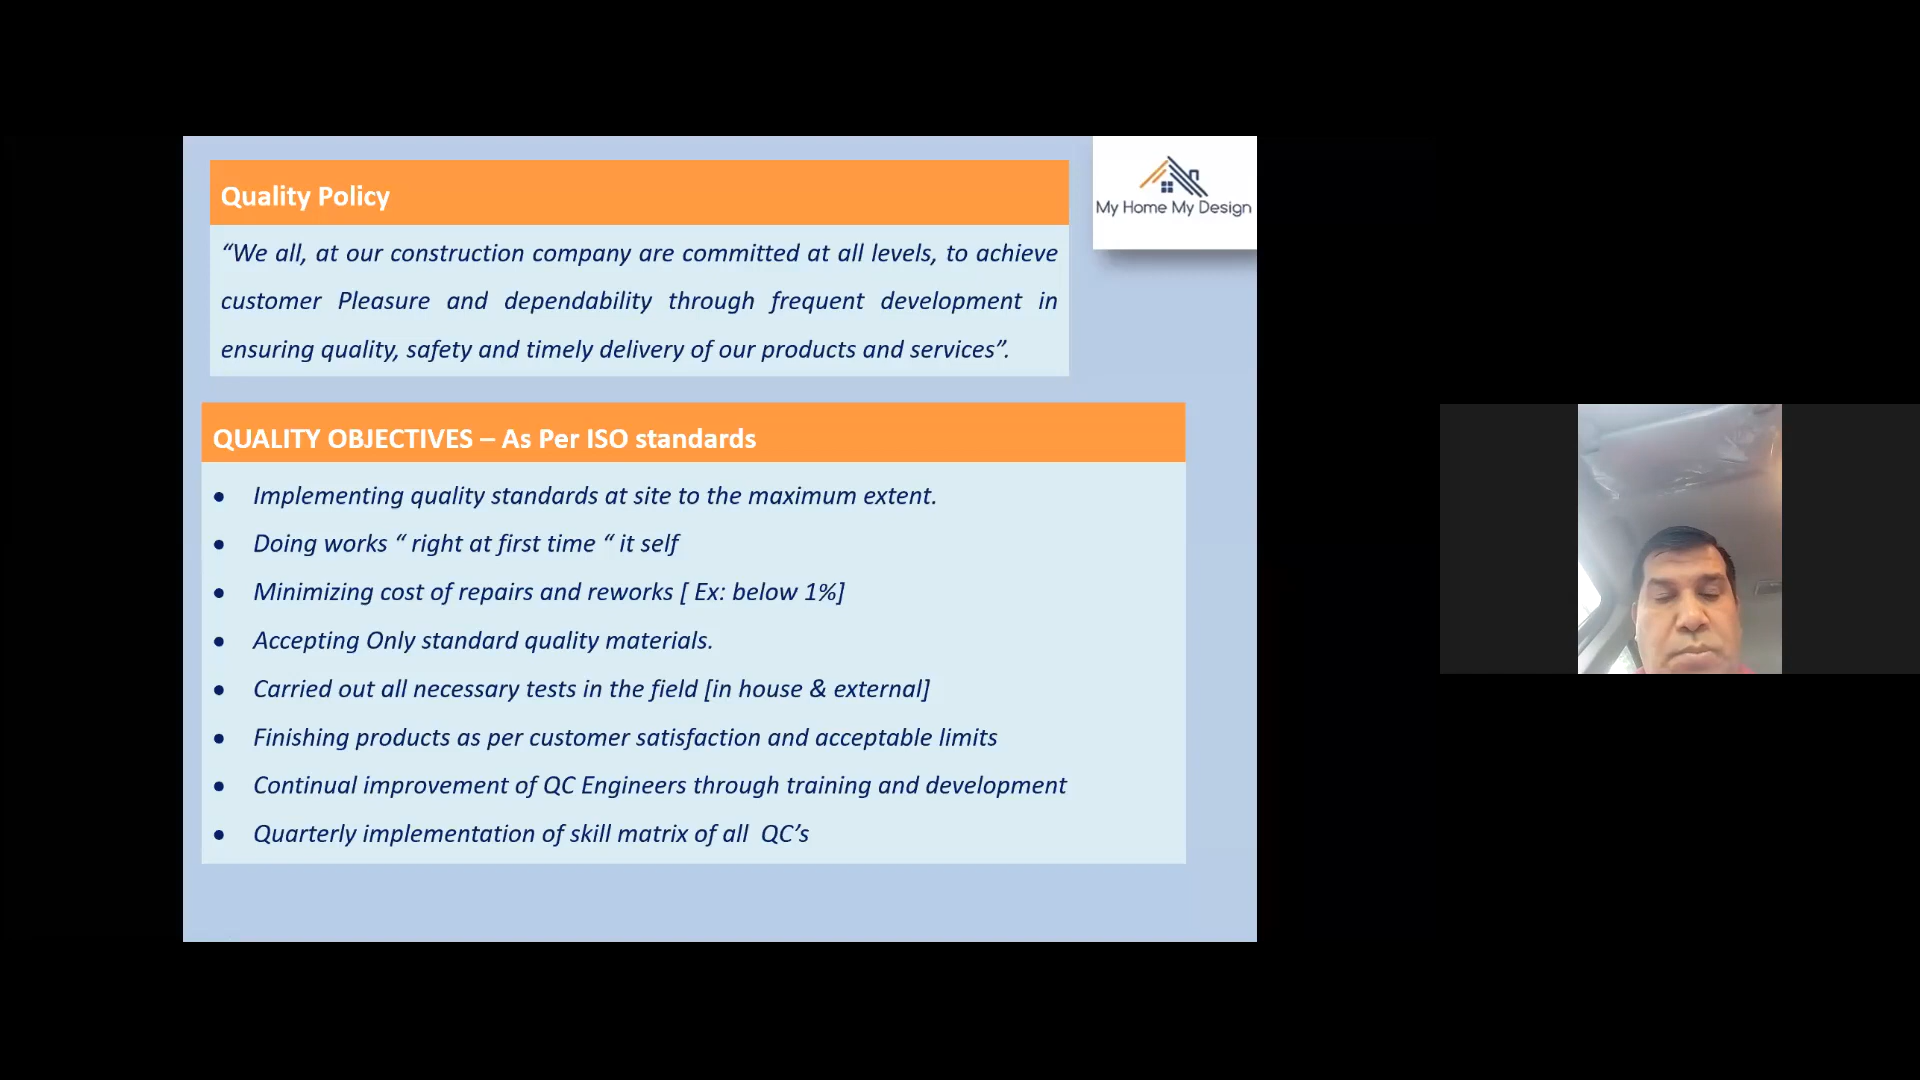 Quality Policy
My Home My Design
“We all, at our construction company are committed at all levels, to achieve
customer Pleasure and dependability through frequent development in
ensuring quality, safety and timely delivery of our products and services”.
QUALITY OBJECTIVES – As Per ISO standards
● Implementing quality standards at site to the maximum extent.
● Doing works “ right at first time “ it self
● Minimizing cost of repairs and reworks [ Ex: below 1%]
● Accepting Only standard quality materials.
● Carried out all necessary tests in the field [in house & external]
● Finishing products as per customer satisfaction and acceptable limits
● Continual improvement of QC Engineers through training and development
● Quarterly implementation of skill matrix of all QC’s